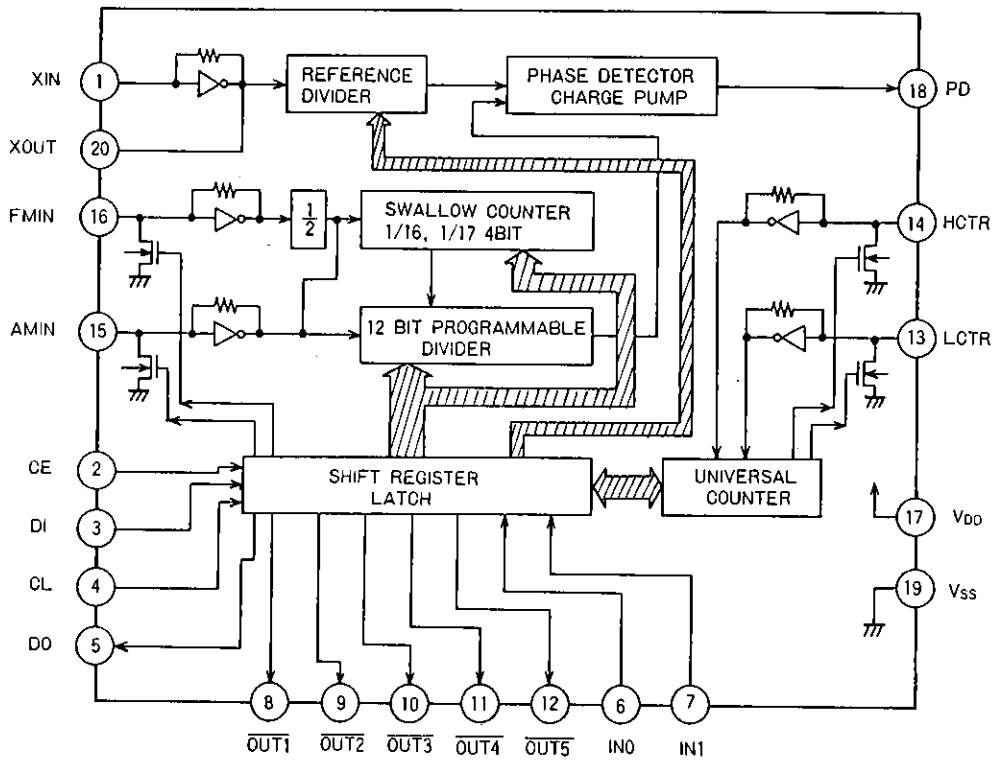 XIN
1
REFERENCE
DIVIDER
PHASE DETECTOR
CHARGE PUMP
18
PD
XOUT
20
FMIN
16
1
2
SWALLOW COUNTER
1/16, 1/17 4BIT
14
HCTR
AMIN
15
12 BIT PROGRAMMABLE
DIVIDER
13
LCTR
CE
2
SHIFT REGISTER
LATCH
UNIVERSAL
COUNTER
DI
3
17
VDD
CL
4
19
VSS
DO
5
8
9
10
11
12
6
7
OUT1
OUT2
OUT3
OUT4
OUT5
IN0
IN1